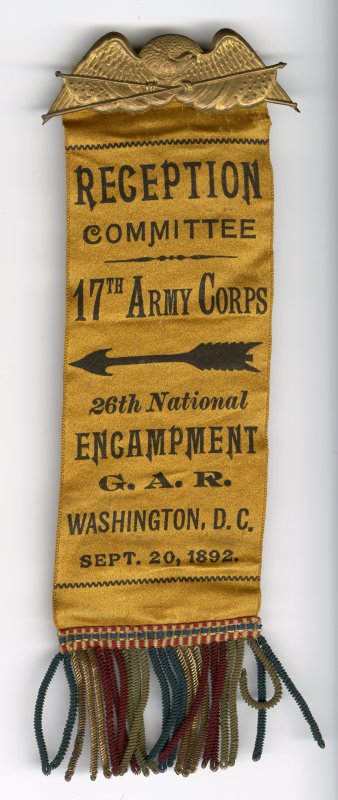 RECEPTION
COMMITTEE
17TH ARMY CORPS
26th National
ENCAMPMENT
G. A. R.
WASHINGTON, D. C.
SEPT. 20, 1892.